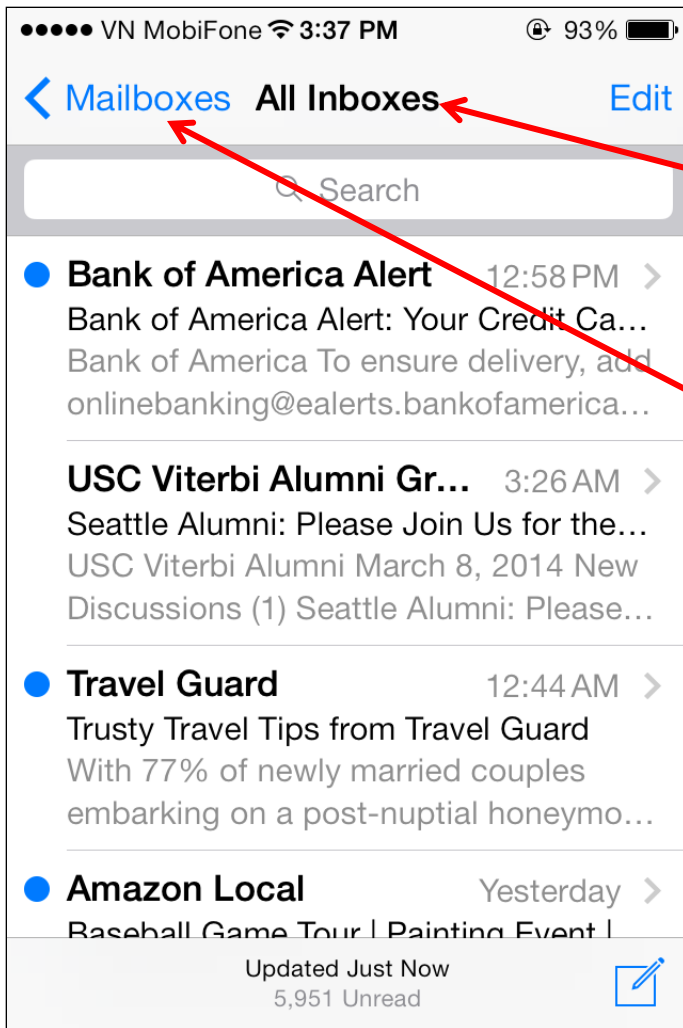 VN MobiFone 3:37 PM 93%
Mailboxes All Inboxes Edit
Search
Bank of America Alert 12:58 PM
Bank of America Alert: Your Credit Ca...
Bank of America To ensure delivery, add
onlinebanking@ealerts.bankofamerica...
USC Viterbi Alumni Gr... 3:26 AM
Seattle Alumni: Please Join Us for the...
USC Viterbi Alumni March 8, 2014 New
Discussions (1) Seattle Alumni: Please...
Travel Guard 12:44 AM
Trusty Travel Tips from Travel Guard
With 77% of newly married couples
embarking on a post-nuptial honeymo...
Amazon Local Yesterday
Baseball Game Tour | Painting Event |
Updated Just Now
5,951 Unread